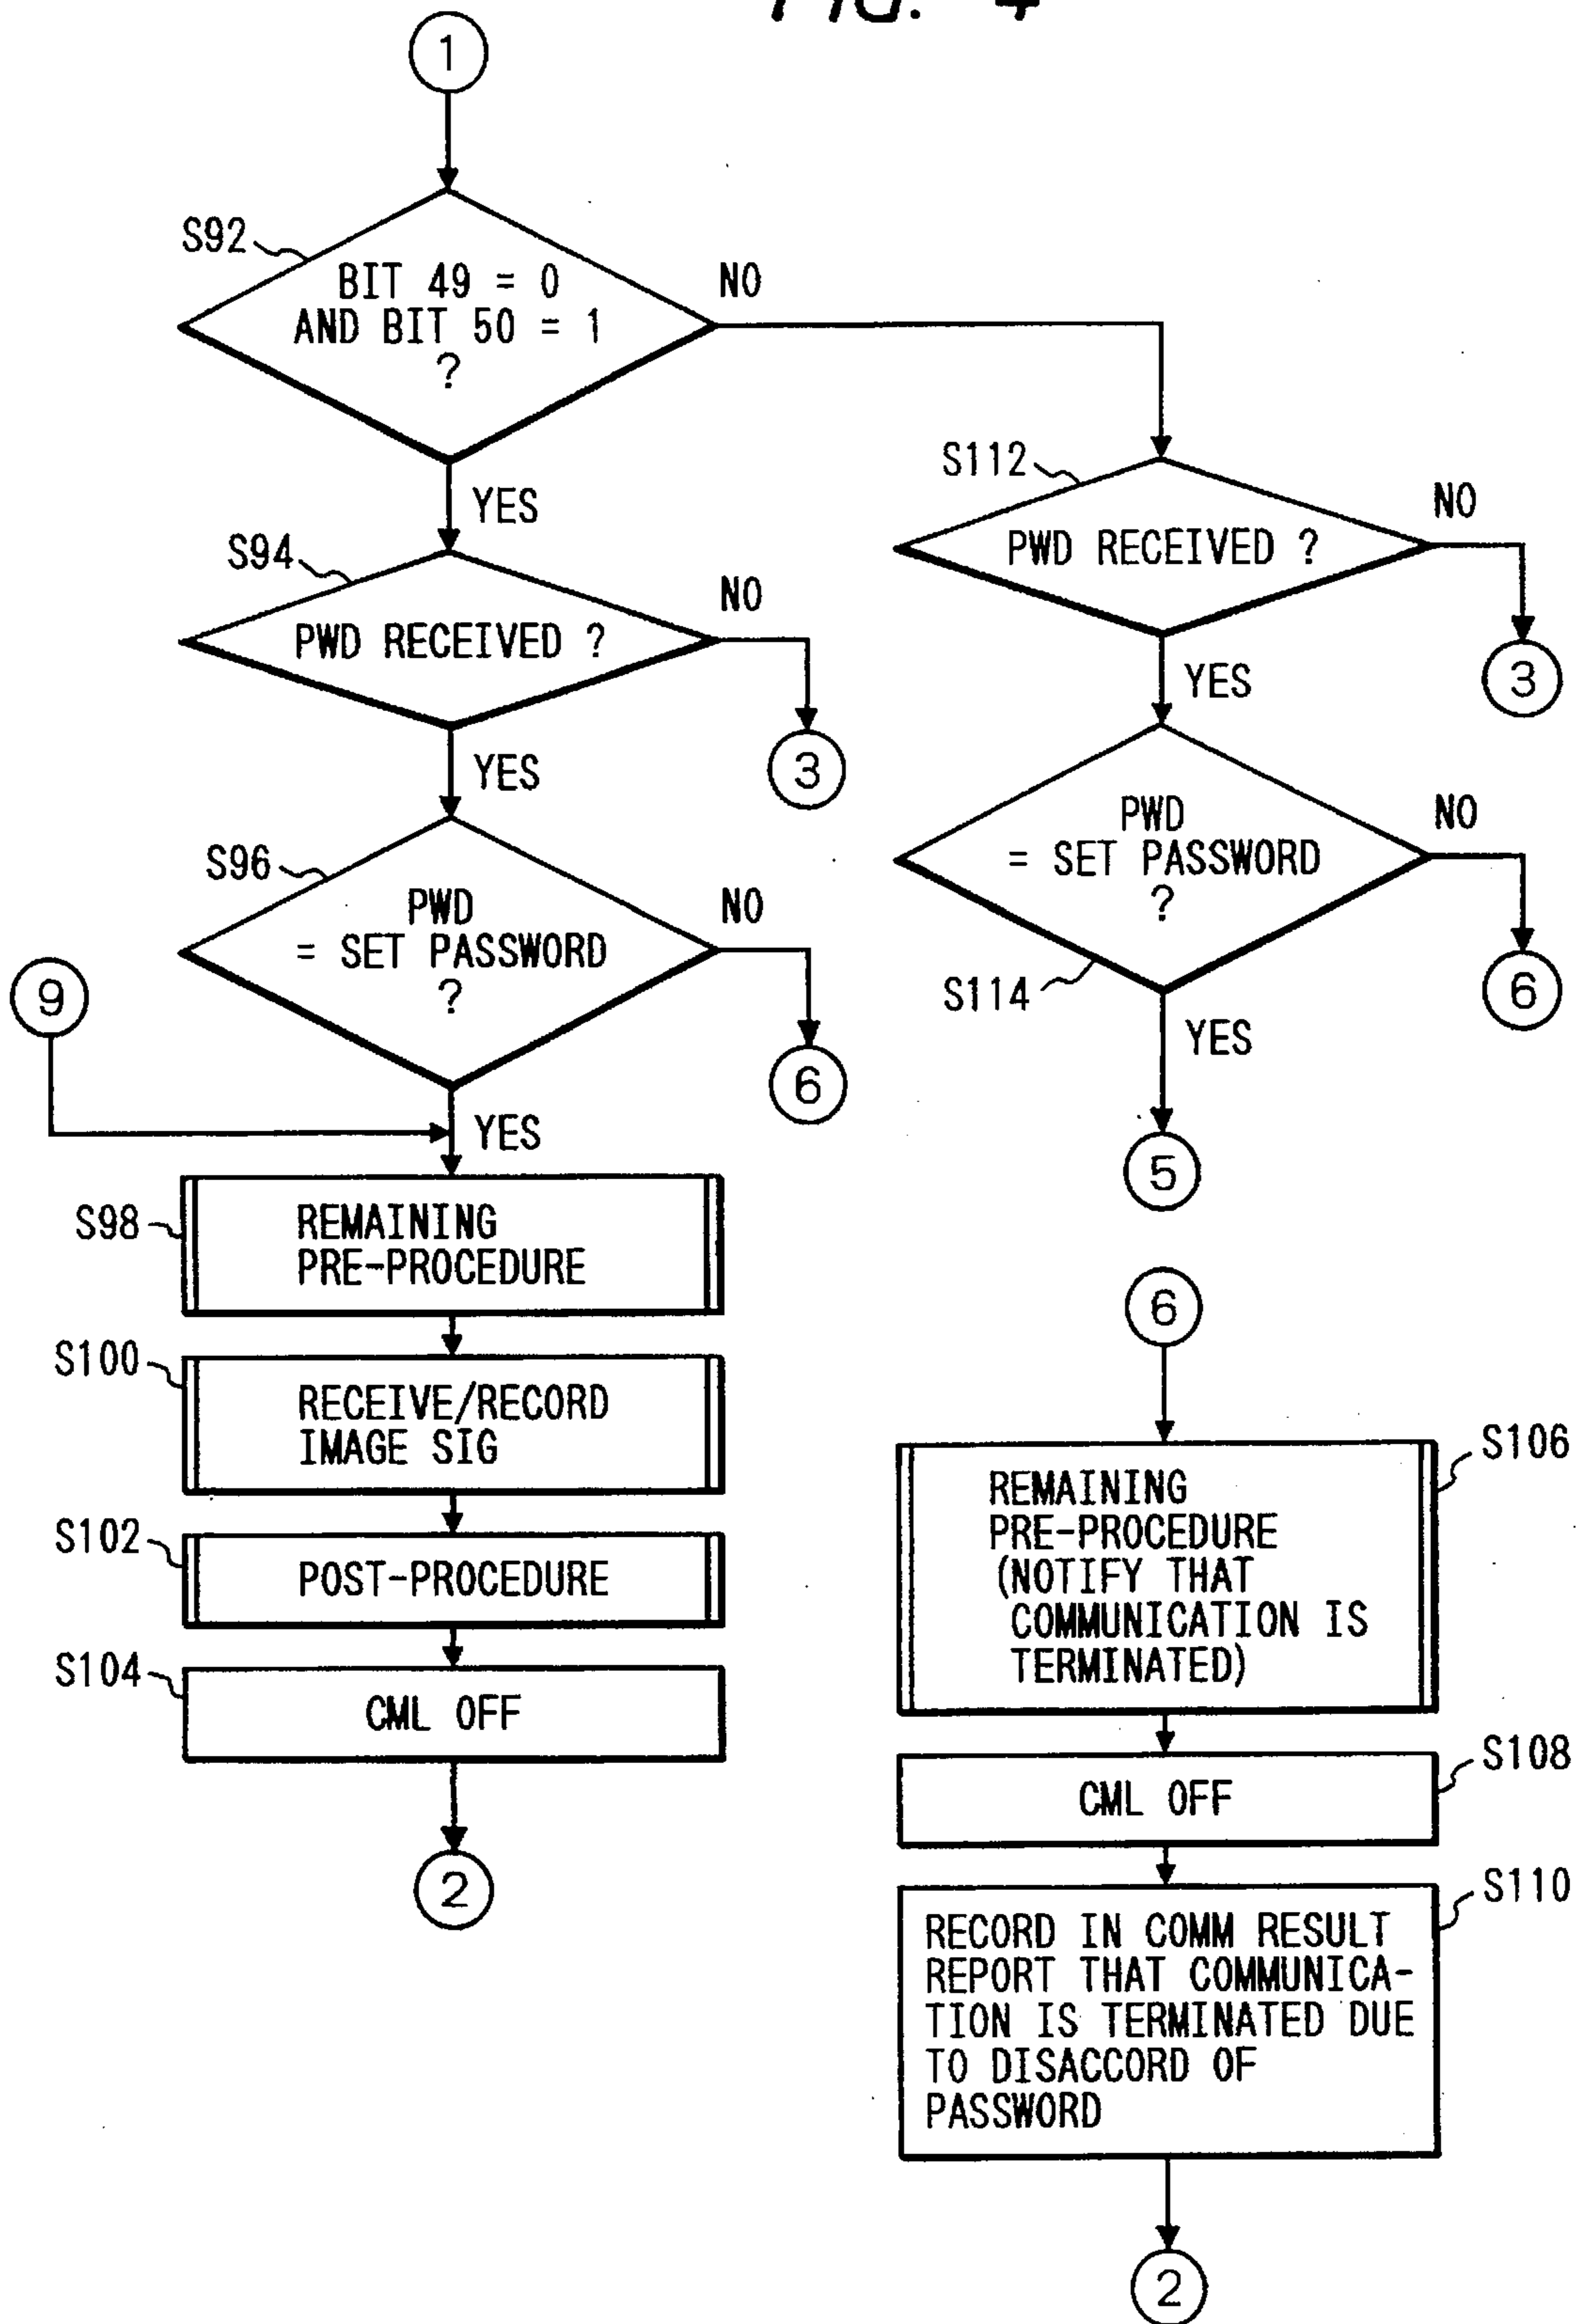 FIG. 4
1
S92
BIT 49 = 0
AND BIT 50 = 1
?
NO
YES
S94
PWD RECEIVED ?
NO
3
YES
S96
PWD
= SET PASSWORD
?
NO
6
9
YES
S98
REMAINING
PRE-PROCEDURE
S100
RECEIVE/RECORD
IMAGE SIG
S102
POST-PROCEDURE
S104
CML OFF
2
S112
PWD RECEIVED ?
NO
3
YES
PWD
= SET PASSWORD
?
NO
S114
6
YES
5
6
S106
REMAINING
PRE-PROCEDURE
(NOTIFY THAT
COMMUNICATION IS
TERMINATED)
S108
CML OFF
S110
RECORD IN COMM RESULT
REPORT THAT COMMUNICA-
TION IS TERMINATED DUE
TO DISACCORD OF
PASSWORD
2